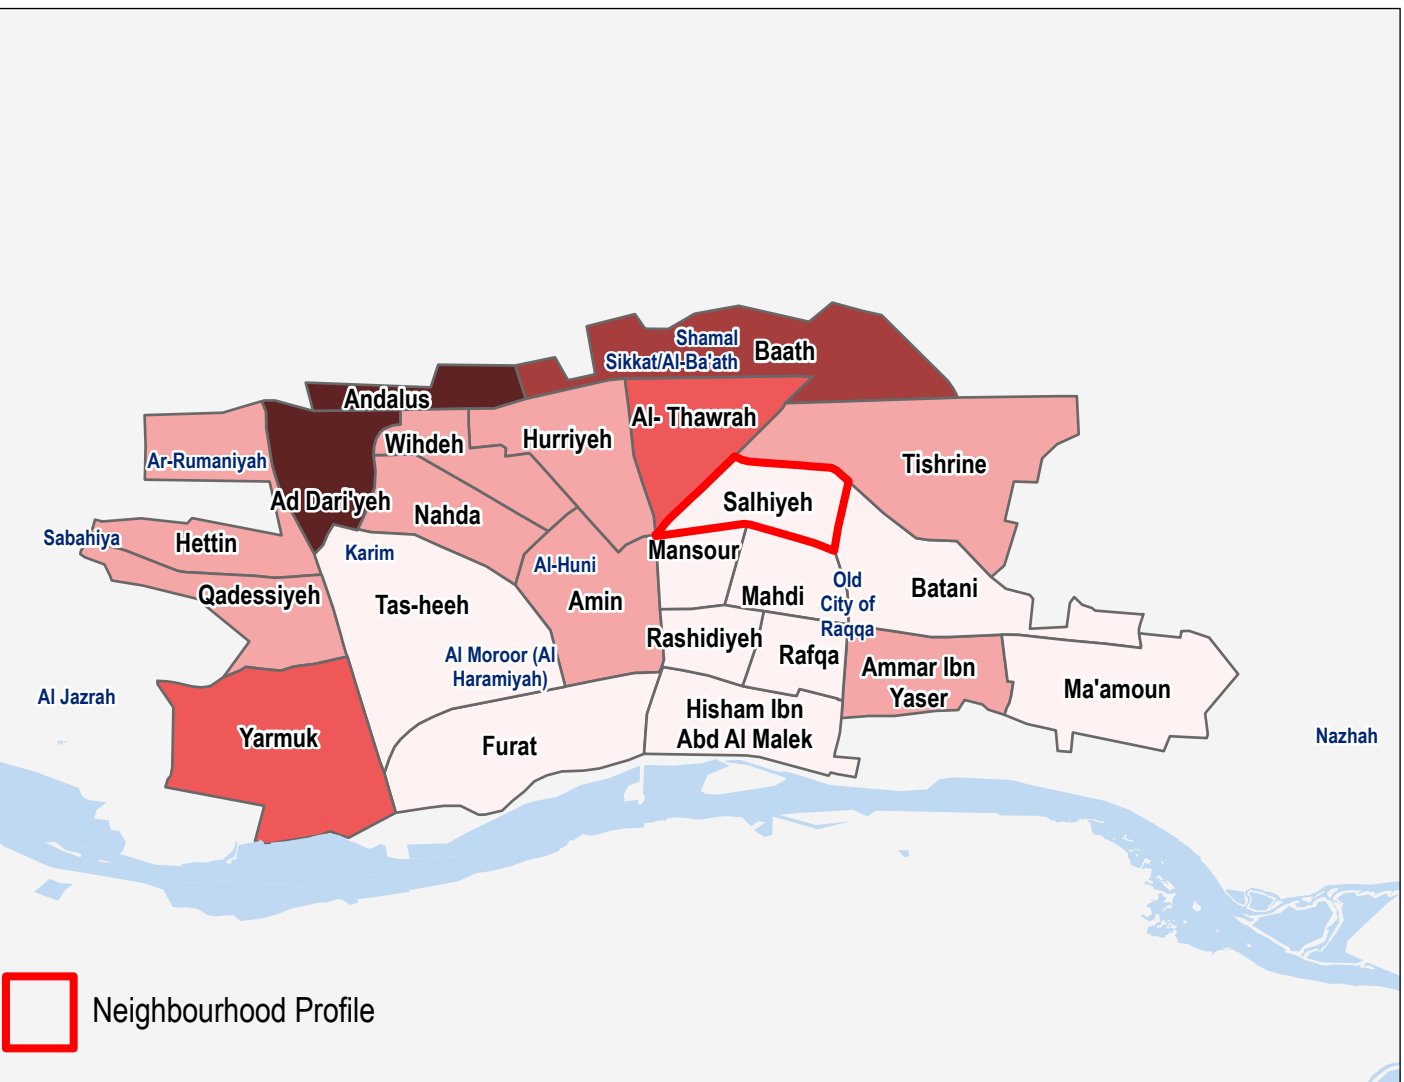 Shamal
Sikkat/Al-Ba'ath
Baath
Andalus
Al- Thawrah
Wihdeh
Hurriyeh
Ar-Rumaniyah
Tishrine
Ad Dari'yeh
Nahda
Salhiyeh
Sabahiya
Hettin
Karim
Mansour
Al-Huni
Qadessiyeh
Tas-heeh
Amin
Mahdi
Old
City of
Raqqa
Batani
Rashidiyeh
Rafqa
Al Moroor (Al
Haramiyah)
Ammar Ibn
Yaser
Ma'amoun
Al Jazrah
Yarmuk
Furat
Hisham Ibn
Abd Al Malek
Nazhah
Neighbourhood Profile